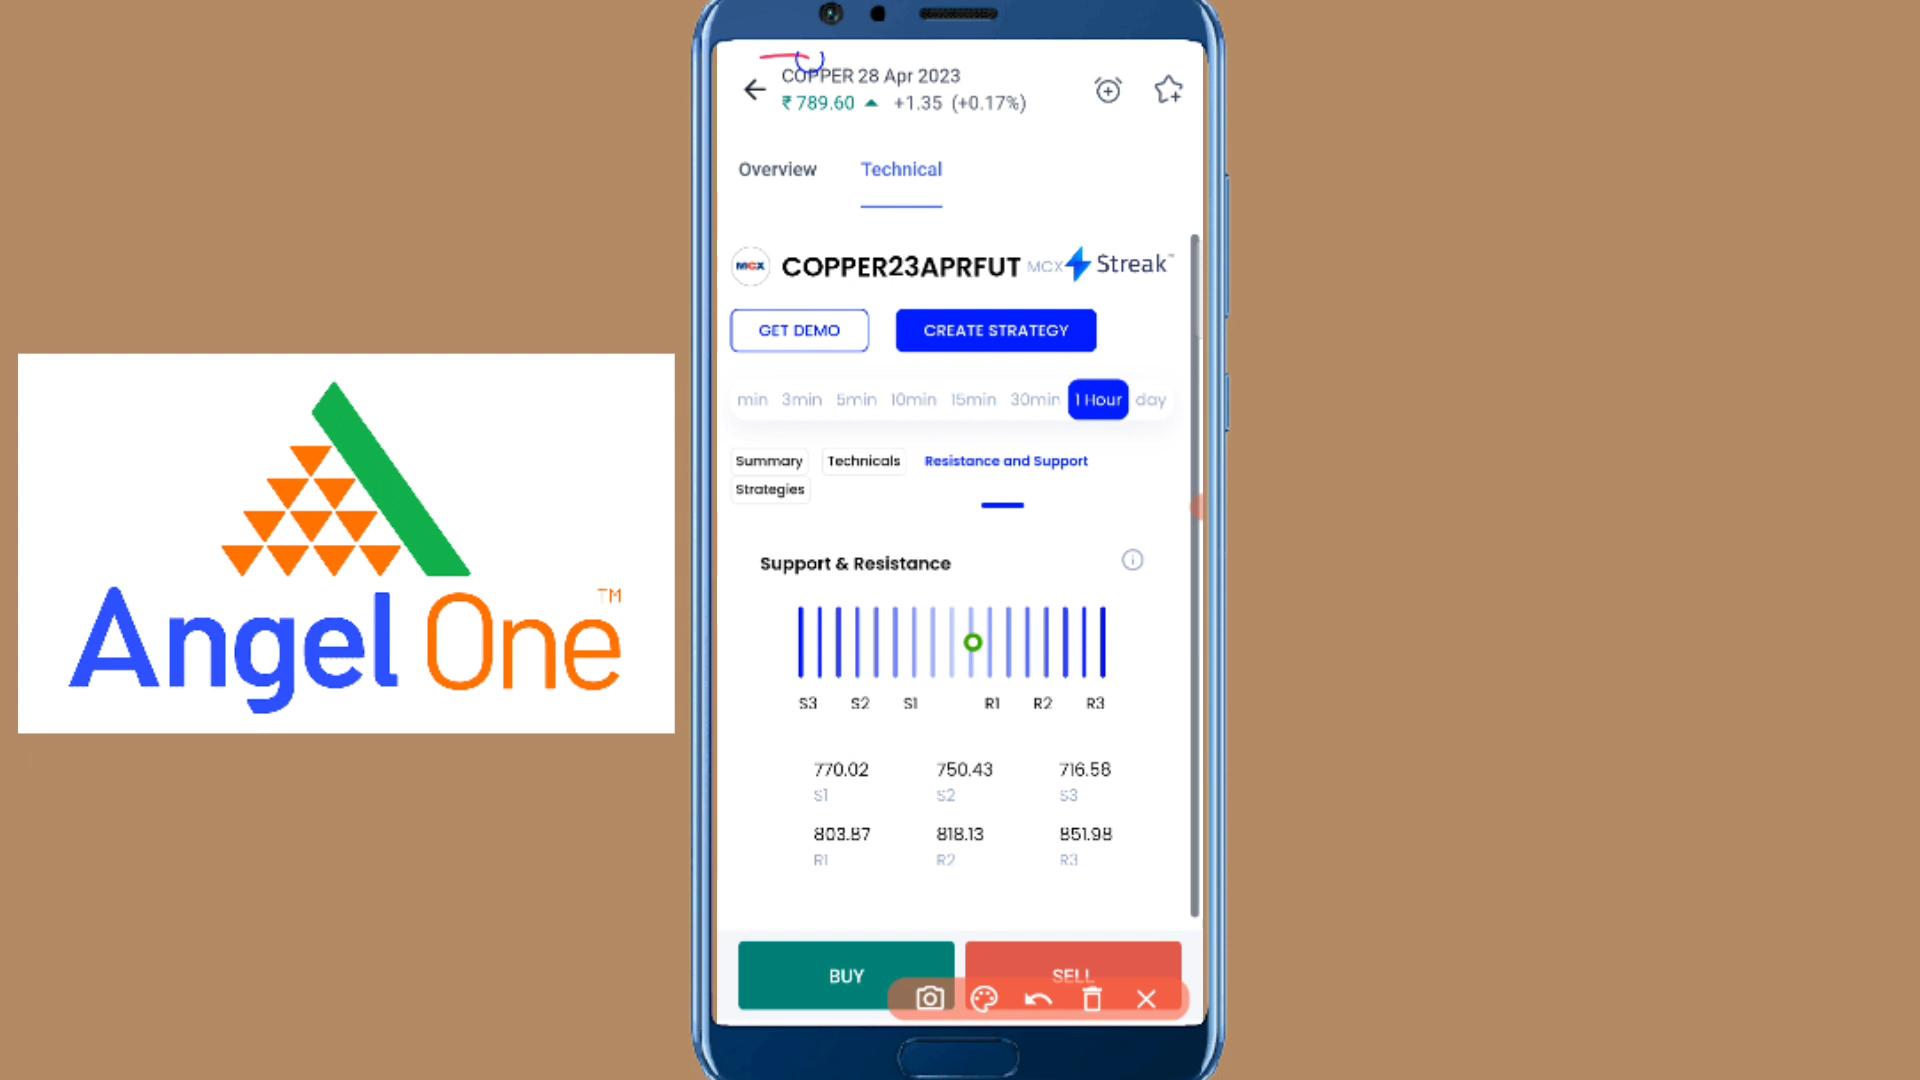 Angel One
TM
COPPER 28 Apr 2023
₹ 789.60 ▲ +1.35 (+0.17%)
Overview Technical
MCX COPPER23APRFUT MCX Streak™
GET DEMO CREATE STRATEGY
min 3min 5min 10min 15min 30min 1 Hour day
Summary Technicals Resistance and Support
Strategies
Support & Resistance
S3 S2 S1 R1 R2 R3
770.02 750.43 716.58
S1 S2 S3
803.87 818.13 851.98
R1 R2 R3
BUY SELL